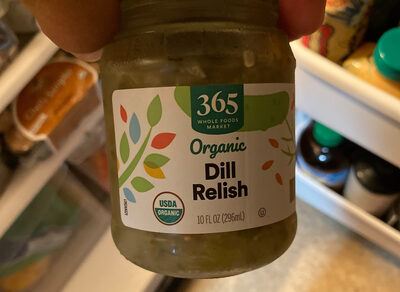 365
WHOLE FOODS
MARKET
Organic
Dill
Relish
USDA
ORGANIC
10 FL OZ (296mL)